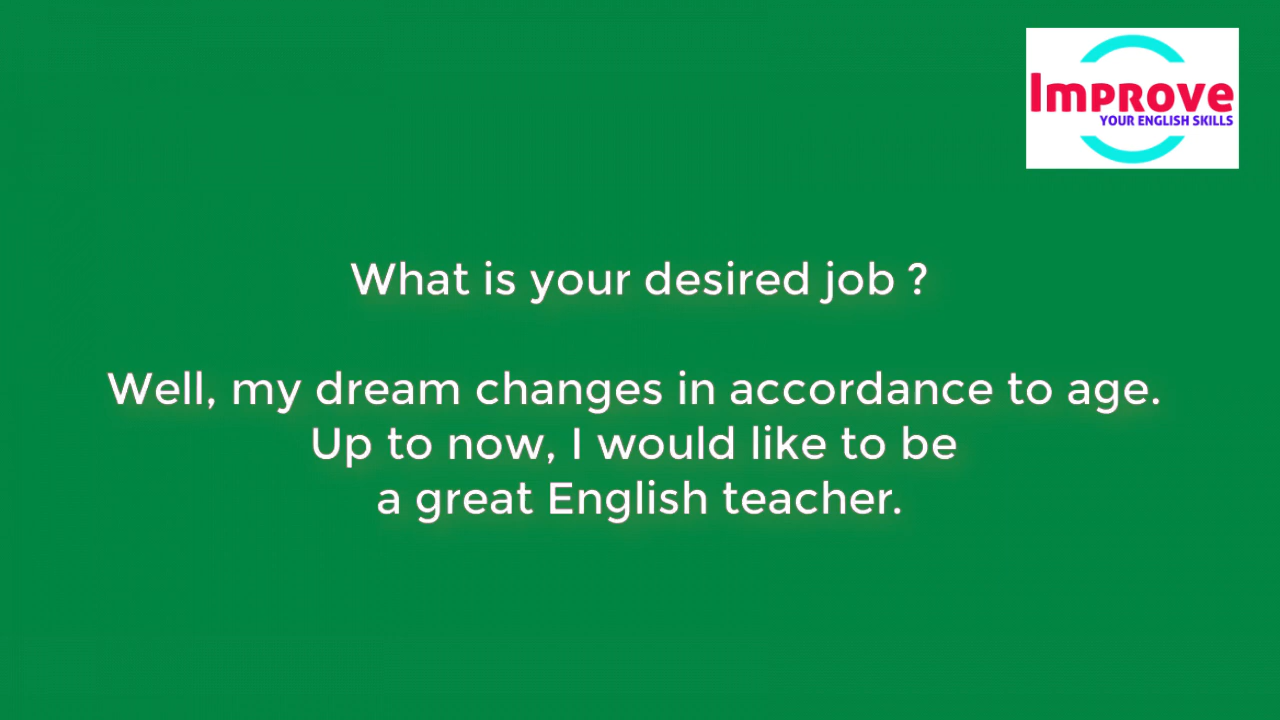 Improve
YOUR ENGLISH SKILLS
What is your desired job ?
Well, my dream changes in accordance to age.
Up to now, I would like to be
a great English teacher.